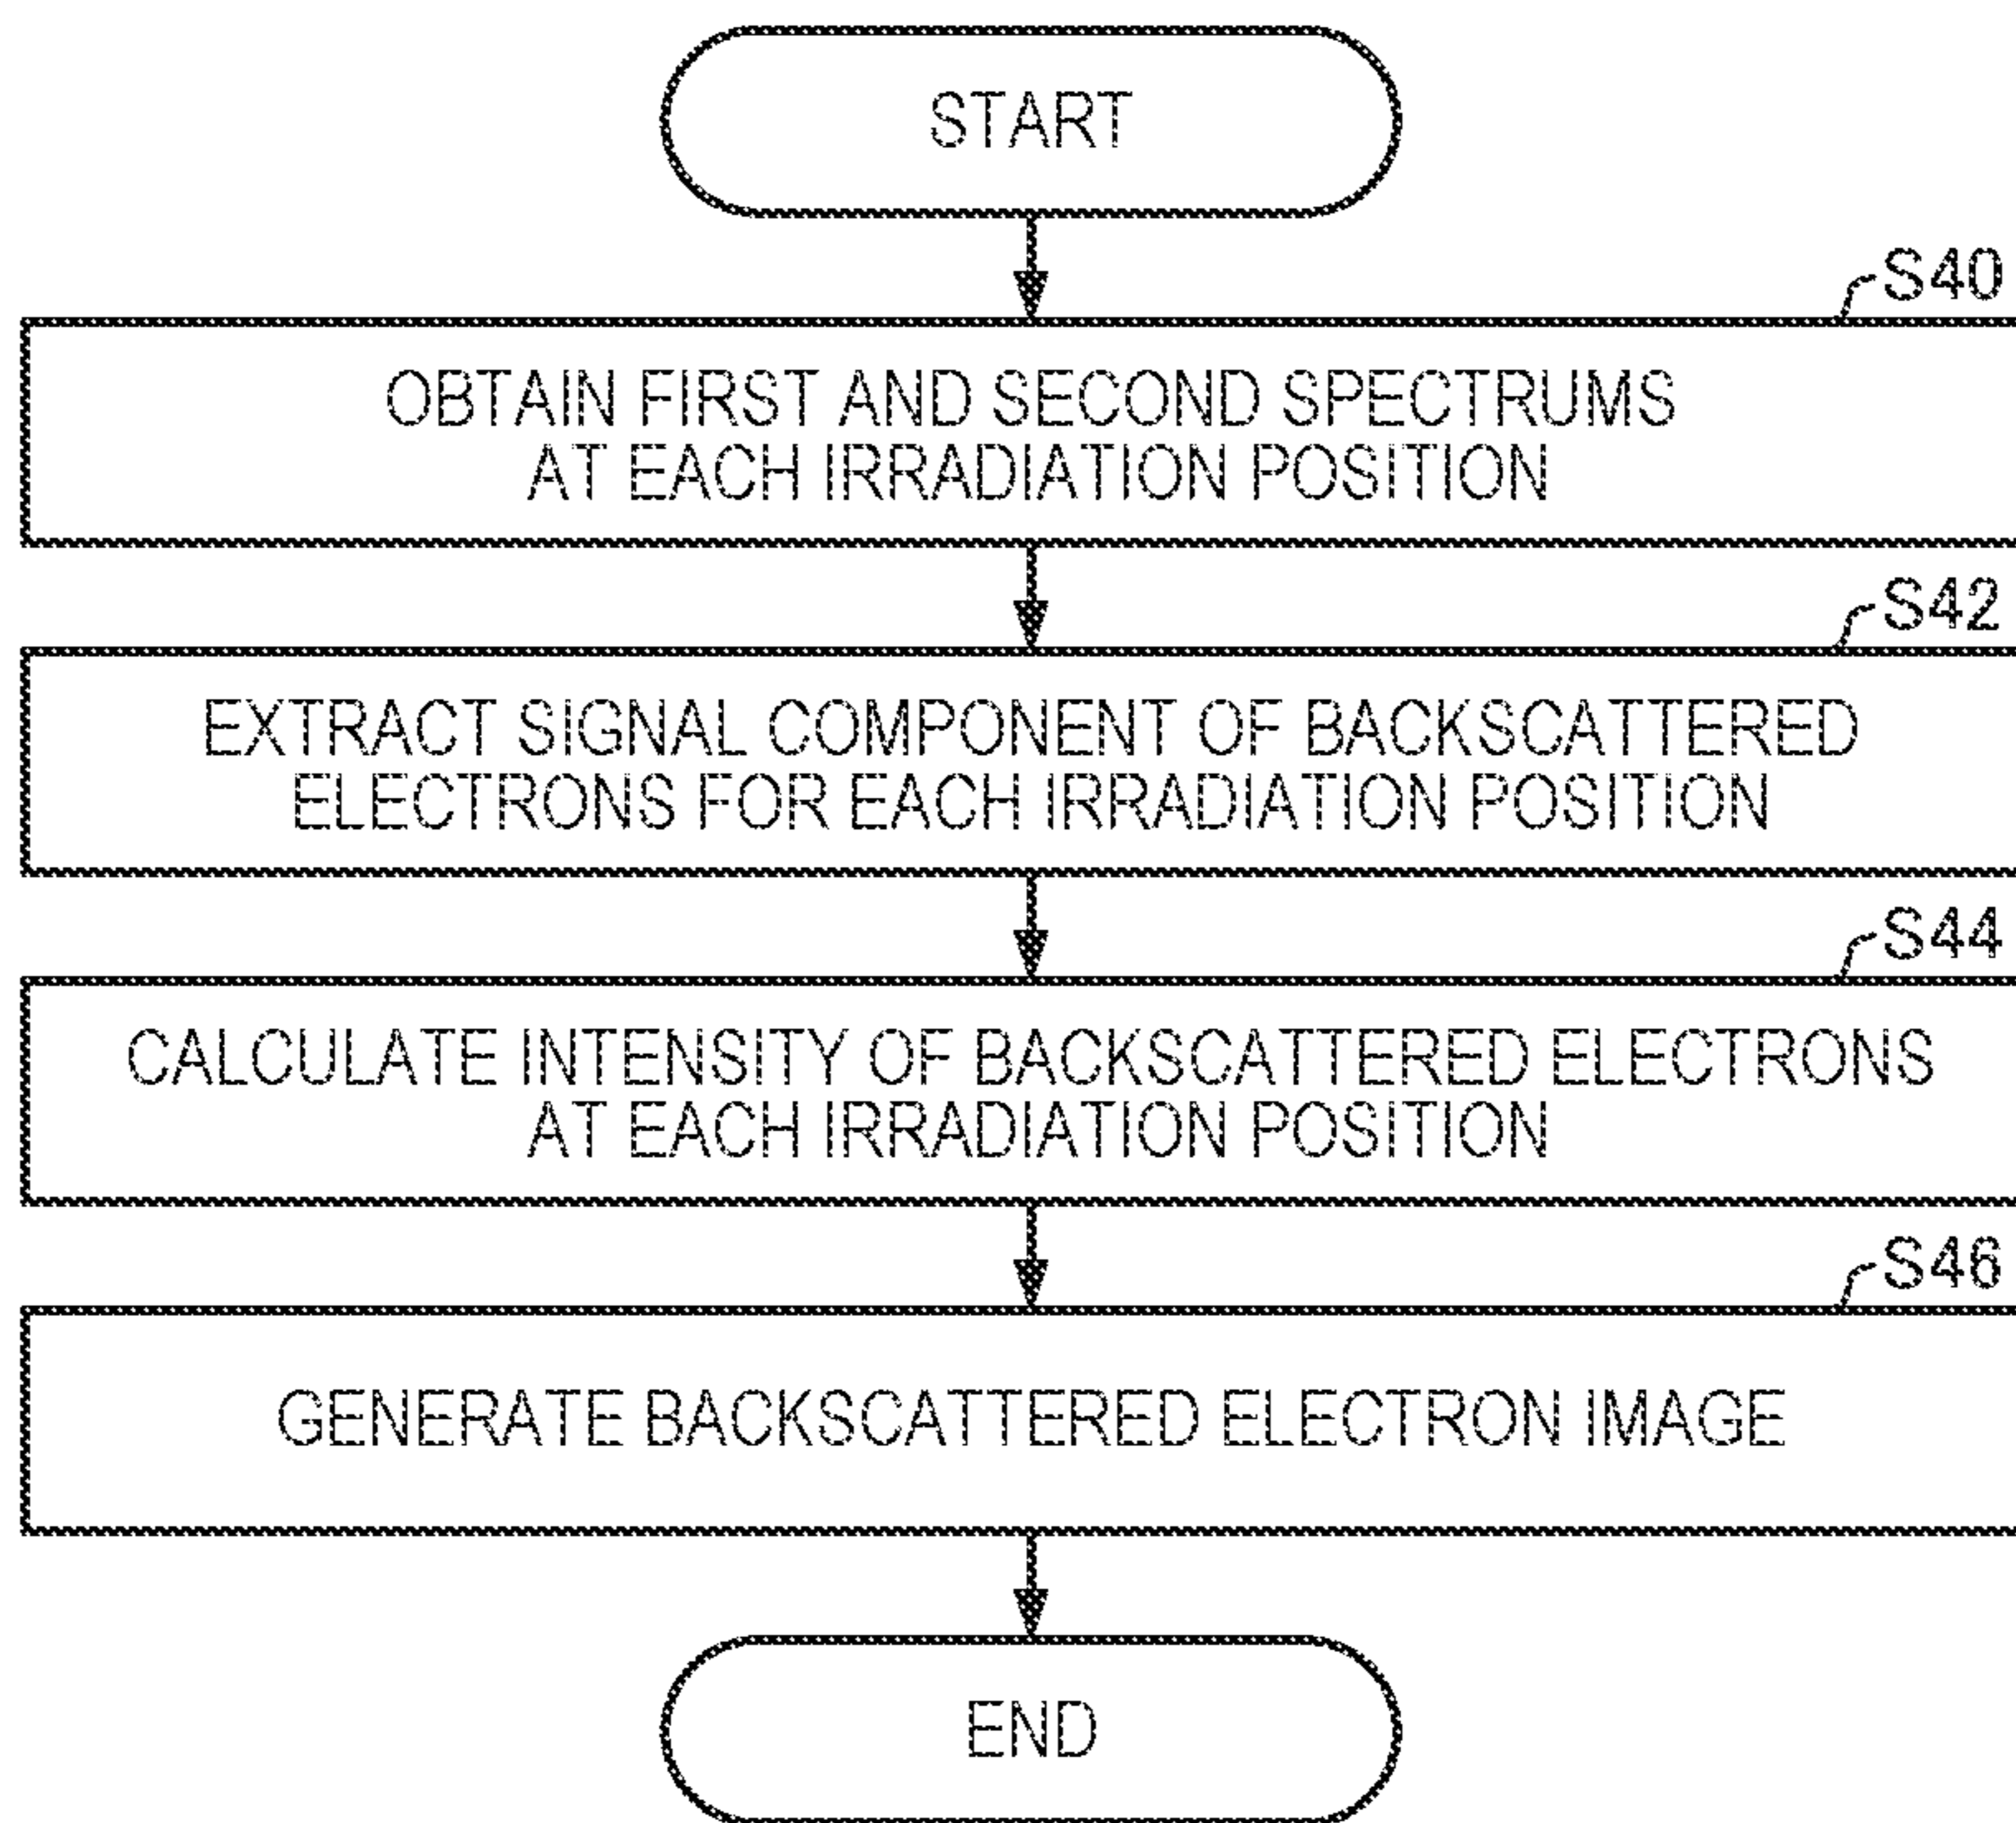 START
S40
OBTAIN FIRST AND SECOND SPECTRUMS
AT EACH IRRADIATION POSITION
S42
EXTRACT SIGNAL COMPONENT OF BACKSCATTERED
ELECTRONS FOR EACH IRRADIATION POSITION
S44
CALCULATE INTENSITY OF BACKSCATTERED ELECTRONS
AT EACH IRRADIATION POSITION
S46
GENERATE BACKSCATTERED ELECTRON IMAGE
END